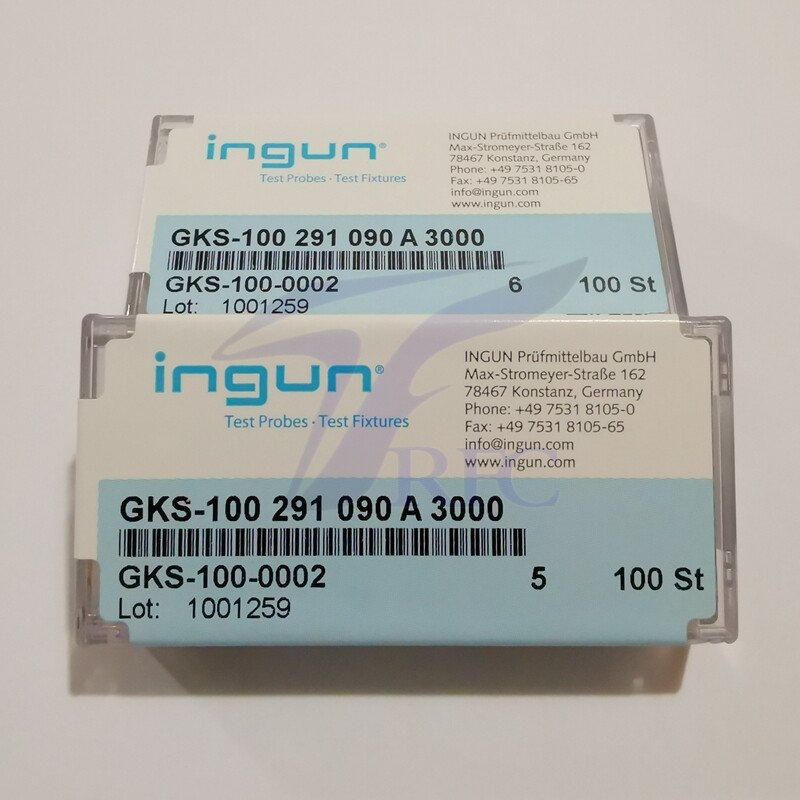 ingun®
Test Probes · Test Fixtures
INGUN Prüfmittelbau GmbH
Max-Stromeyer-Straße 162
78467 Konstanz, Germany
Phone: +49 7531 8105-0
Fax: +49 7531 8105-65
info@ingun.com
www.ingun.com
GKS-100 291 090 A 3000
GKS-100-0002 6 100 St
Lot: 1001259
ingun®
Test Probes · Test Fixtures
INGUN Prüfmittelbau GmbH
Max-Stromeyer-Straße 162
78467 Konstanz, Germany
Phone: +49 7531 8105-0
Fax: +49 7531 8105-65
info@ingun.com
www.ingun.com
RFC
GKS-100 291 090 A 3000
GKS-100-0002 5 100 St
Lot: 1001259